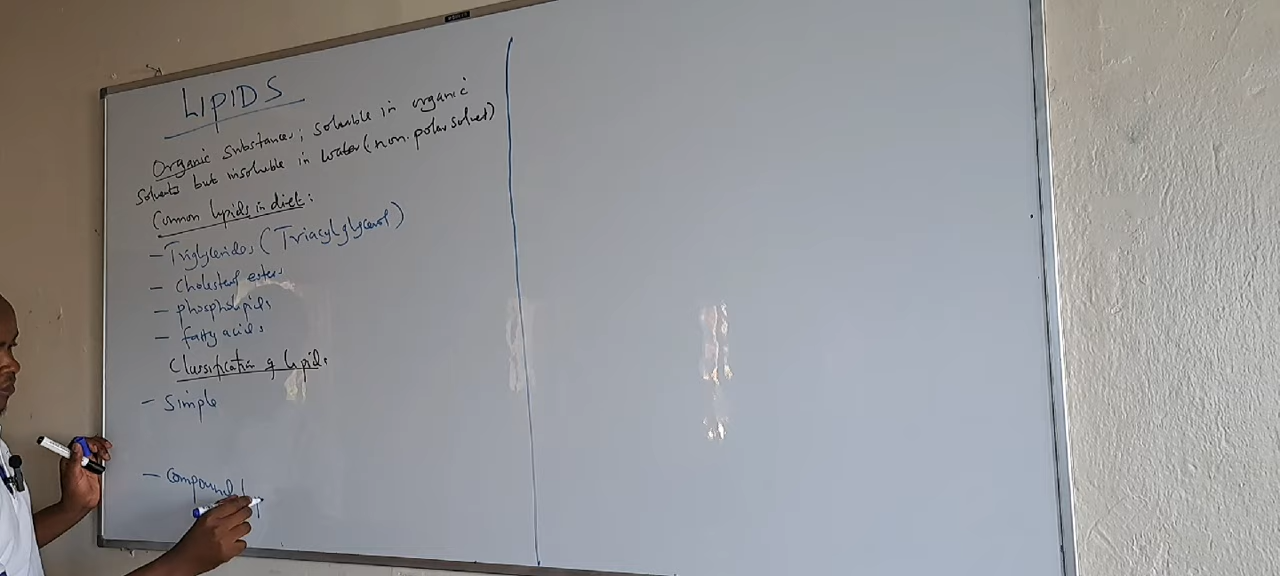 LIPIDS
Organic substances; soluble in organic
solvents but insoluble in water (non-polar solvet)
Common lipids in diet:
- Triglycerides (Triacylglycerol)
- Cholesterol esters
- phospholipids
- fatty acids
Classification of lipids
- Simple
- Compound